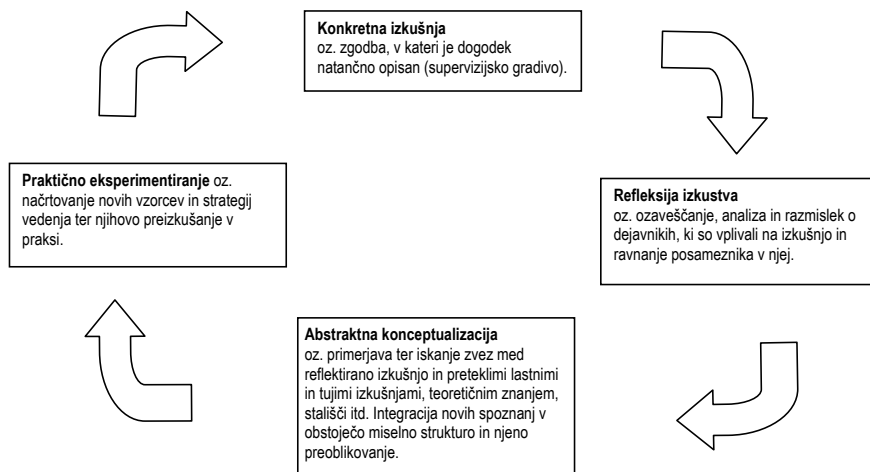 Konkretna izkušnja
oz. zgodba, v kateri je dogodek
natančno opisan (supervizijsko gradivo).
Praktično eksperimentiranje oz.
načrtovanje novih vzorcev in strategij
vedenja ter njihovo preizkušanje v
praksi.
Refleksija izkustva
oz. ozaveščanje, analiza in razmislek o
dejavnikih, ki so vplivali na izkušnjo in
ravnanje posameznika v njej.
Abstraktna konceptualizacija
oz. primerjava ter iskanje zvez med
reflektirano izkušnjo in preteklimi lastnimi
in tujimi izkušnjami, teoretičnim znanjem,
stališči itd. Integracija novih spoznanj v
obstoječo miselno strukturo in njeno
preoblikovanje.